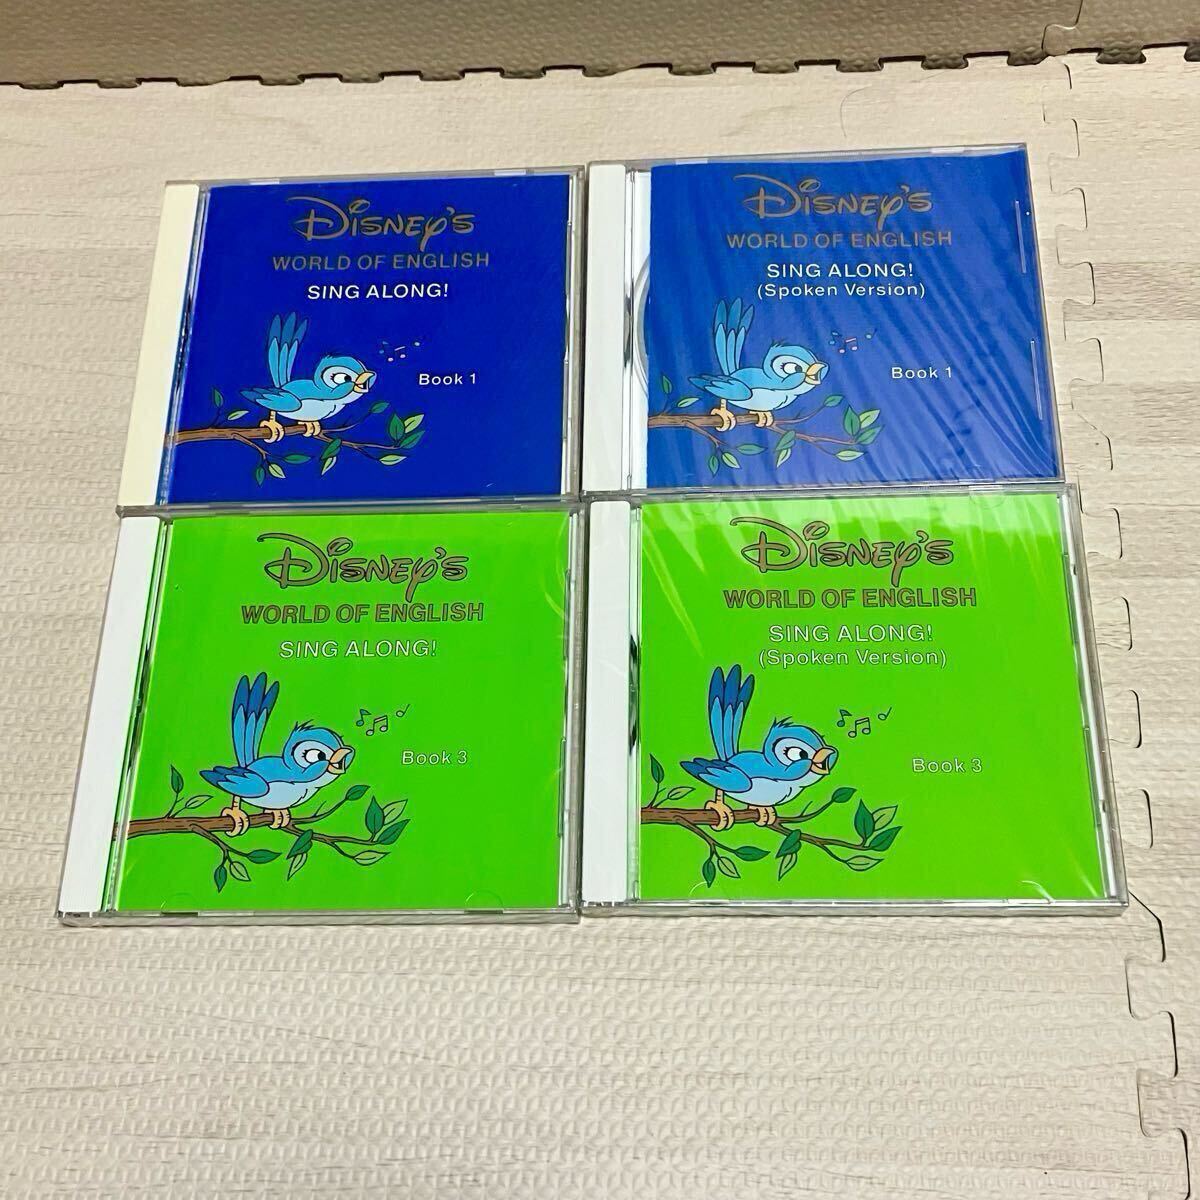 DISNEY'S
WORLD OF ENGLISH
SING ALONG!
Book 1
DISNEY'S
WORLD OF ENGLISH
SING ALONG!
(Spoken Version)
Book 1
DISNEY'S
WORLD OF ENGLISH
SING ALONG!
Book 3
DISNEY'S
WORLD OF ENGLISH
SING ALONG!
(Spoken Version)
Book 3